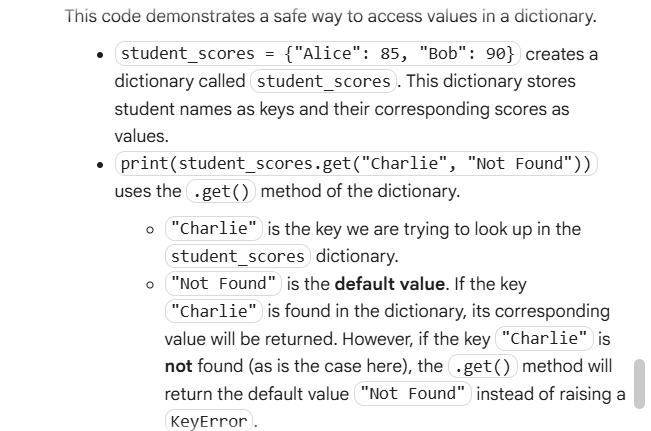 This code demonstrates a safe way to access values in a dictionary.
• student_scores = {"Alice": 85, "Bob": 90} creates a
dictionary called student_scores. This dictionary stores
student names as keys and their corresponding scores as
values.
• print(student_scores.get("Charlie", "Not Found"))
uses the .get() method of the dictionary.
○ "Charlie" is the key we are trying to look up in the
student_scores dictionary.
○ "Not Found" is the default value. If the key
"Charlie" is found in the dictionary, its corresponding
value will be returned. However, if the key "Charlie" is
not found (as is the case here), the .get() method will
return the default value "Not Found" instead of raising a
KeyError.